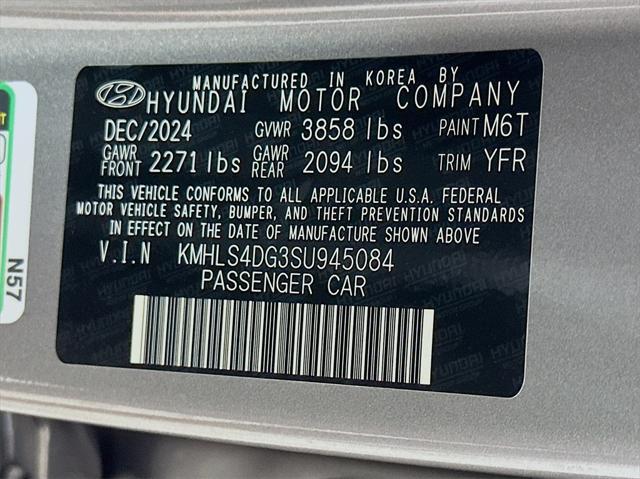 MANUFACTURED IN KOREA BY
HYUNDAI MOTOR COMPANY
DEC/2024 GVWR 3858 lbs PAINT M6T
GAWR FRONT 2271 lbs GAWR REAR 2094 lbs TRIM YFR
THIS VEHICLE CONFORMS TO ALL APPLICABLE U.S.A. FEDERAL
MOTOR VEHICLE SAFETY, BUMPER, AND THEFT PREVENTION STANDARDS
IN EFFECT ON THE DATE OF MANUFACTURE SHOWN ABOVE
V.I.N KMHLS4DG3SU945084
PASSENGER CAR
N57